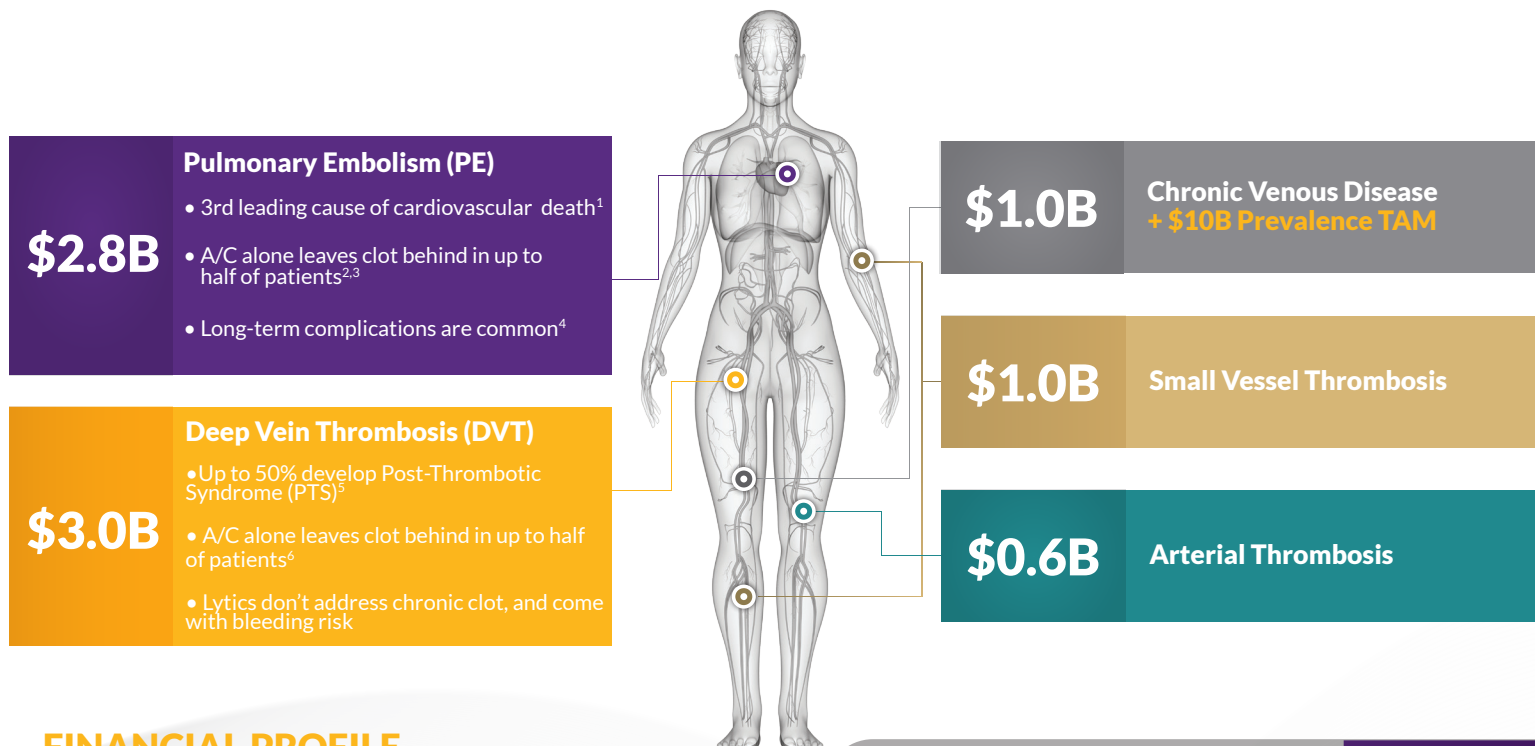 $2.8B
Pulmonary Embolism (PE)
• 3rd leading cause of cardiovascular death1
• A/C alone leaves clot behind in up to
half of patients2,3
• Long-term complications are common4
$3.0B
Deep Vein Thrombosis (DVT)
•Up to 50% develop Post-Thrombotic
Syndrome (PTS)5
• A/C alone leaves clot behind in up to half
of patients6
• Lytics don’t address chronic clot, and come
with bleeding risk
$1.0B
Chronic Venous Disease
+ $10B Prevalence TAM
$1.0B
Small Vessel Thrombosis
$0.6B
Arterial Thrombosis
FINANCIAL PROFILE